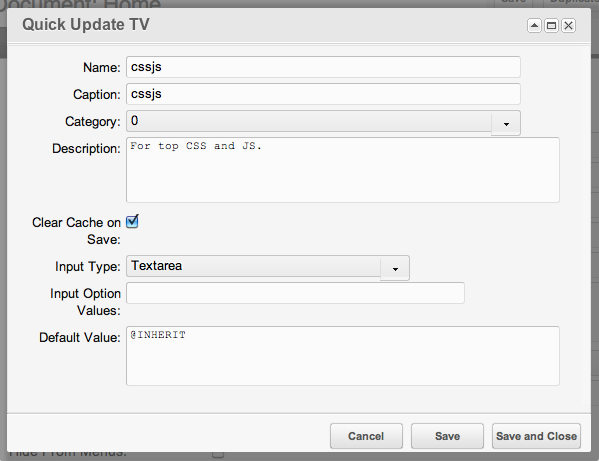 Document: Home
Save
Duplicate
Quick Update TV
Name: cssjs
Caption: cssjs
Category: 0
Description: For top CSS and JS.
Clear Cache on
Save:
Input Type: Textarea
Input Option
Values:
Default Value: @INHERIT
Cancel Save Save and Close
Hide From Menus: